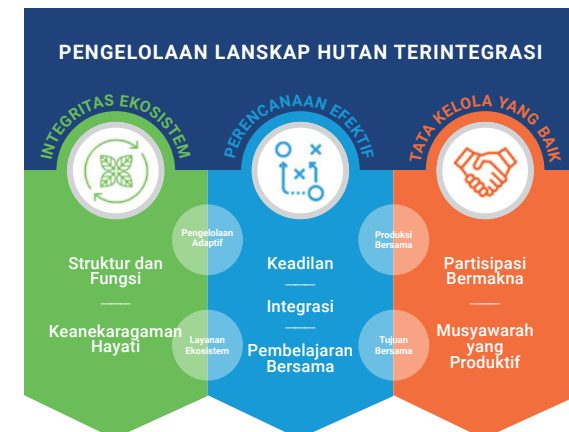 PENGELOLAAN LANSKAP HUTAN TERINTEGRASI
INTEGRITAS EKOSISTEM
PERENCANAAN EFEKTIF
TATA KELOLA YANG BAIK
Pengelolaan
Adaptif
Produksi
Bersama
Struktur dan
Fungsi
Keanekaragaman
Hayati
Keadilan
Integrasi
Pembelajaran
Bersama
Partisipasi
Bermakna
Musyawarah
yang
Produktif
Layanan
Ekosistem
Tujuan
Bersama